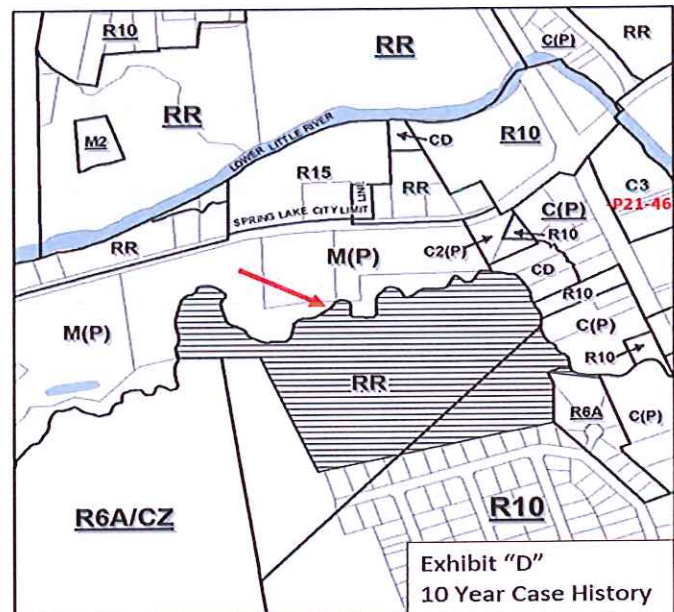 R10
RR
C(P)
RR
RR
M2
LOWER LITTLE RIVER
CD
R10
R15
LINE
RR
C3
-P21-46
SPRING LAKE CITY LIMIT
C(P)
R10
RR
M(P)
C2(P)
CD
R10
M(P)
C(P)
R10
RR
R6A
C(P)
R6A/CZ
R10
Exhibit "D"
10 Year Case History